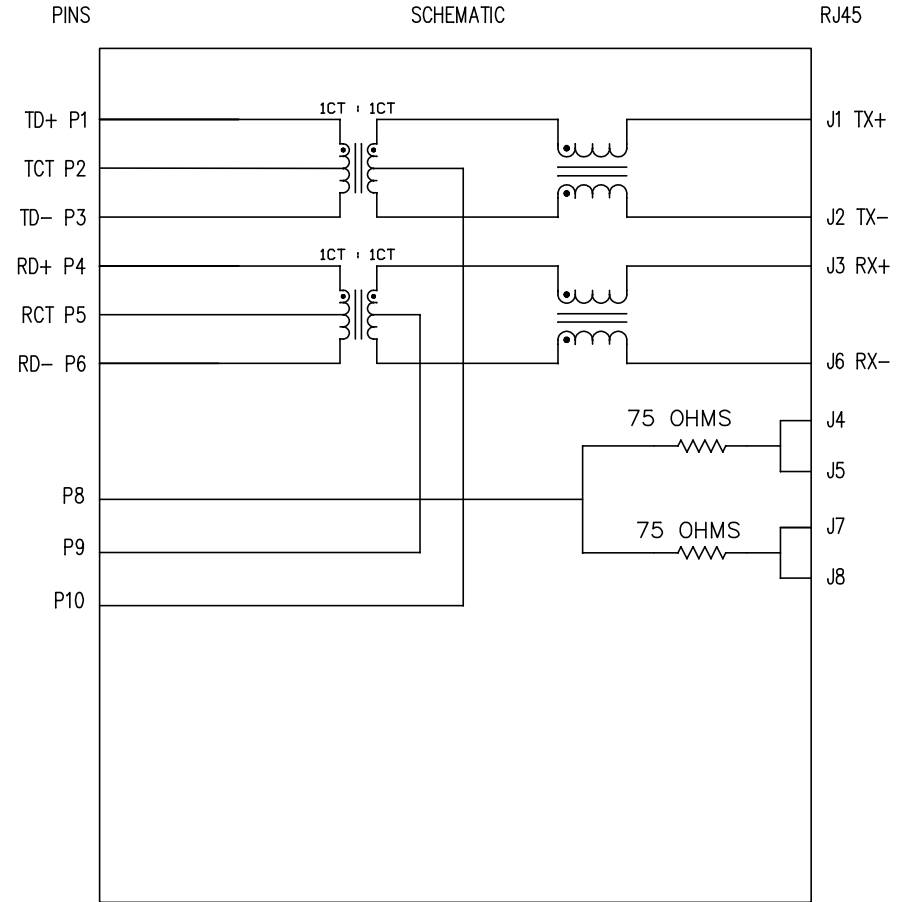 PINS SCHEMATIC RJ45
1CT : 1CT
TD+ P1 J1 TX+
TCT P2
TD- P3 J2 TX-
1CT : 1CT
RD+ P4 J3 RX+
RCT P5
RD- P6 J6 RX-
75 OHMS J4
J5
P8
75 OHMS J7
P9
J8
P10